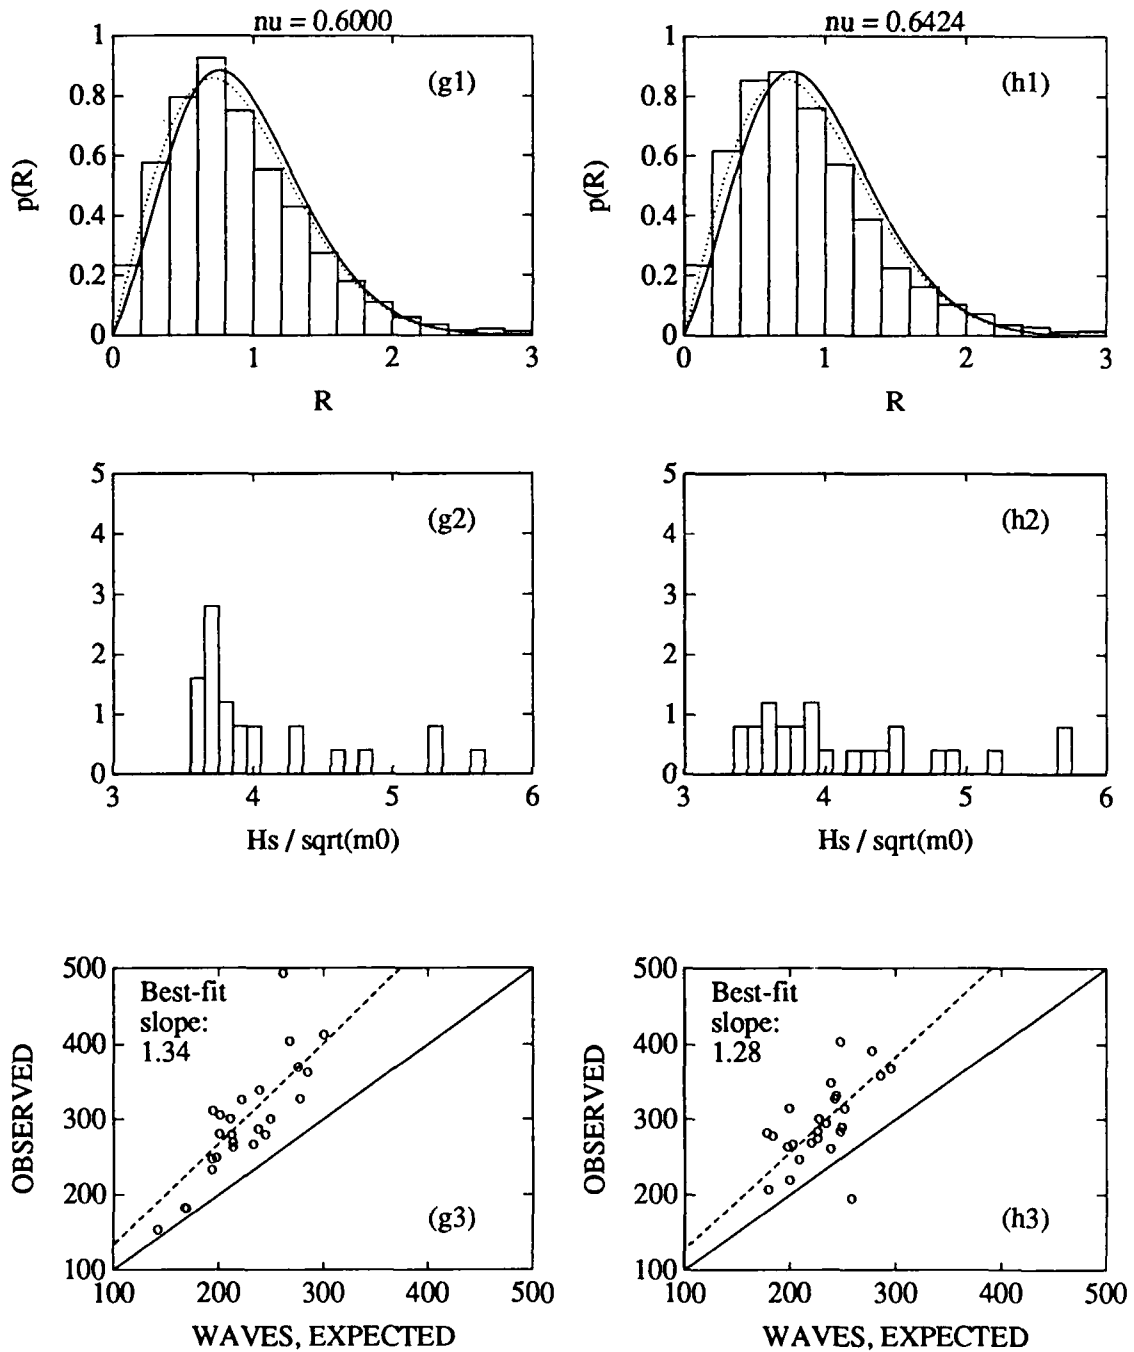 nu = 0.6000
1
0.8
0.6
0.4
0.2
0
p(R)
(g1)
0 1 2 3
R
nu = 0.6424
1
0.8
0.6
0.4
0.2
0
p(R)
(h1)
0 1 2 3
R
5
4
3
2
1
0
(g2)
3 4 5 6
Hs / sqrt(m0)
5
4
3
2
1
0
(h2)
3 4 5 6
Hs / sqrt(m0)
500
400
300
200
100
OBSERVED
Best-fit
slope:
1.34
(g3)
100 200 300 400 500
WAVES, EXPECTED
500
400
300
200
100
OBSERVED
Best-fit
slope:
1.28
(h3)
100 200 300 400 500
WAVES, EXPECTED